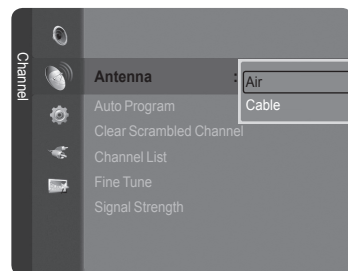 Channel
Antenna : Air
Cable
Auto Program
Clear Scrambled Channel
Channel List
Fine Tune
Signal Strength